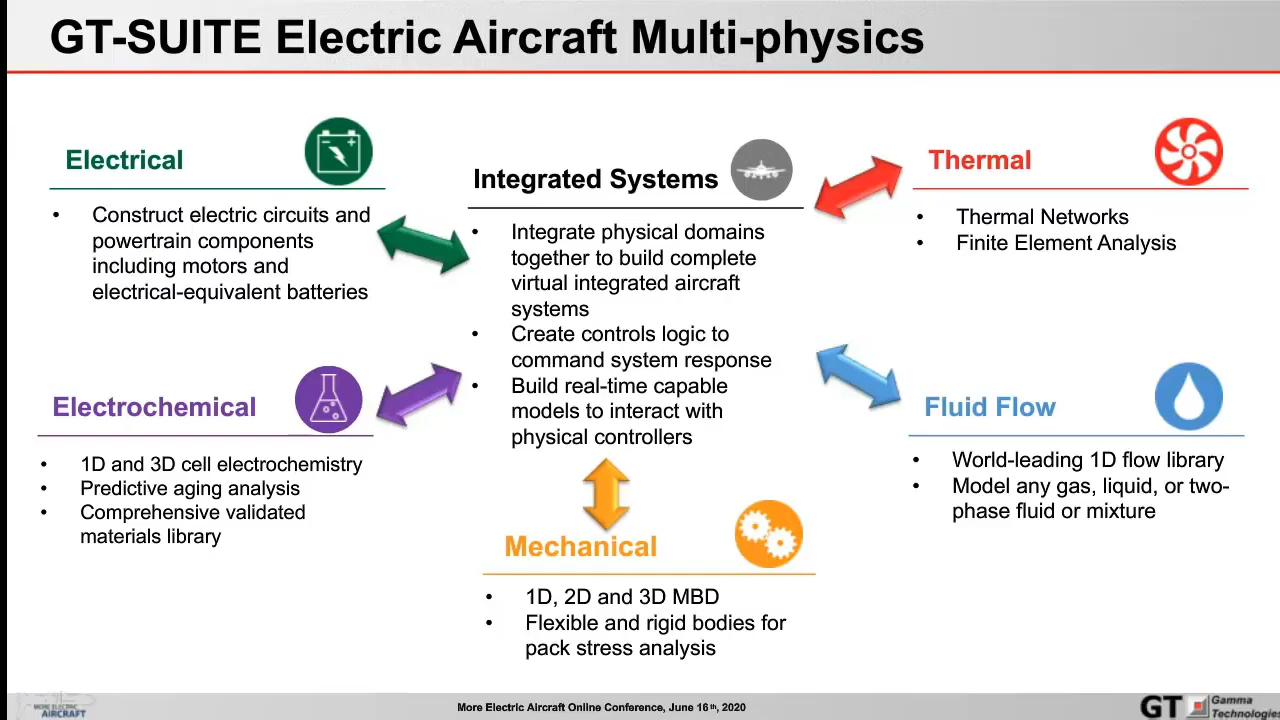 GT-SUITE Electric Aircraft Multi-physics
Electrical
• Construct electric circuits and
powertrain components
including motors and
electrical-equivalent batteries
Integrated Systems
• Integrate physical domains
together to build complete
virtual integrated aircraft
systems
• Create controls logic to
command system response
• Build real-time capable
models to interact with
physical controllers
Thermal
• Thermal Networks
• Finite Element Analysis
Electrochemical
• 1D and 3D cell electrochemistry
• Predictive aging analysis
• Comprehensive validated
materials library
Fluid Flow
• World-leading 1D flow library
• Model any gas, liquid, or two-
phase fluid or mixture
Mechanical
• 1D, 2D and 3D MBD
• Flexible and rigid bodies for
pack stress analysis
MORE ELECTRIC
AIRCRAFT
More Electric Aircraft Online Conference, June 16th, 2020
GT
Gamma
Technologies